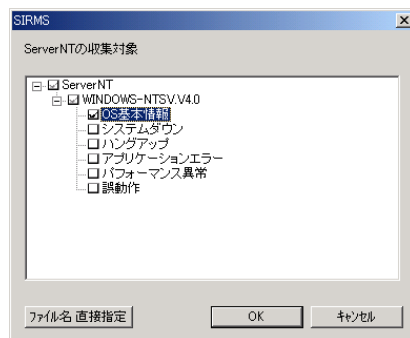 SIRMS
ServerNTの収集対象
ServerNT
WINDOWS-NTSV.V4.0
OS基本情報
システムダウン
ハングアップ
アプリケーションエラー
パフォーマンス異常
誤動作
ファイル名直接指定
OK
キャンセル